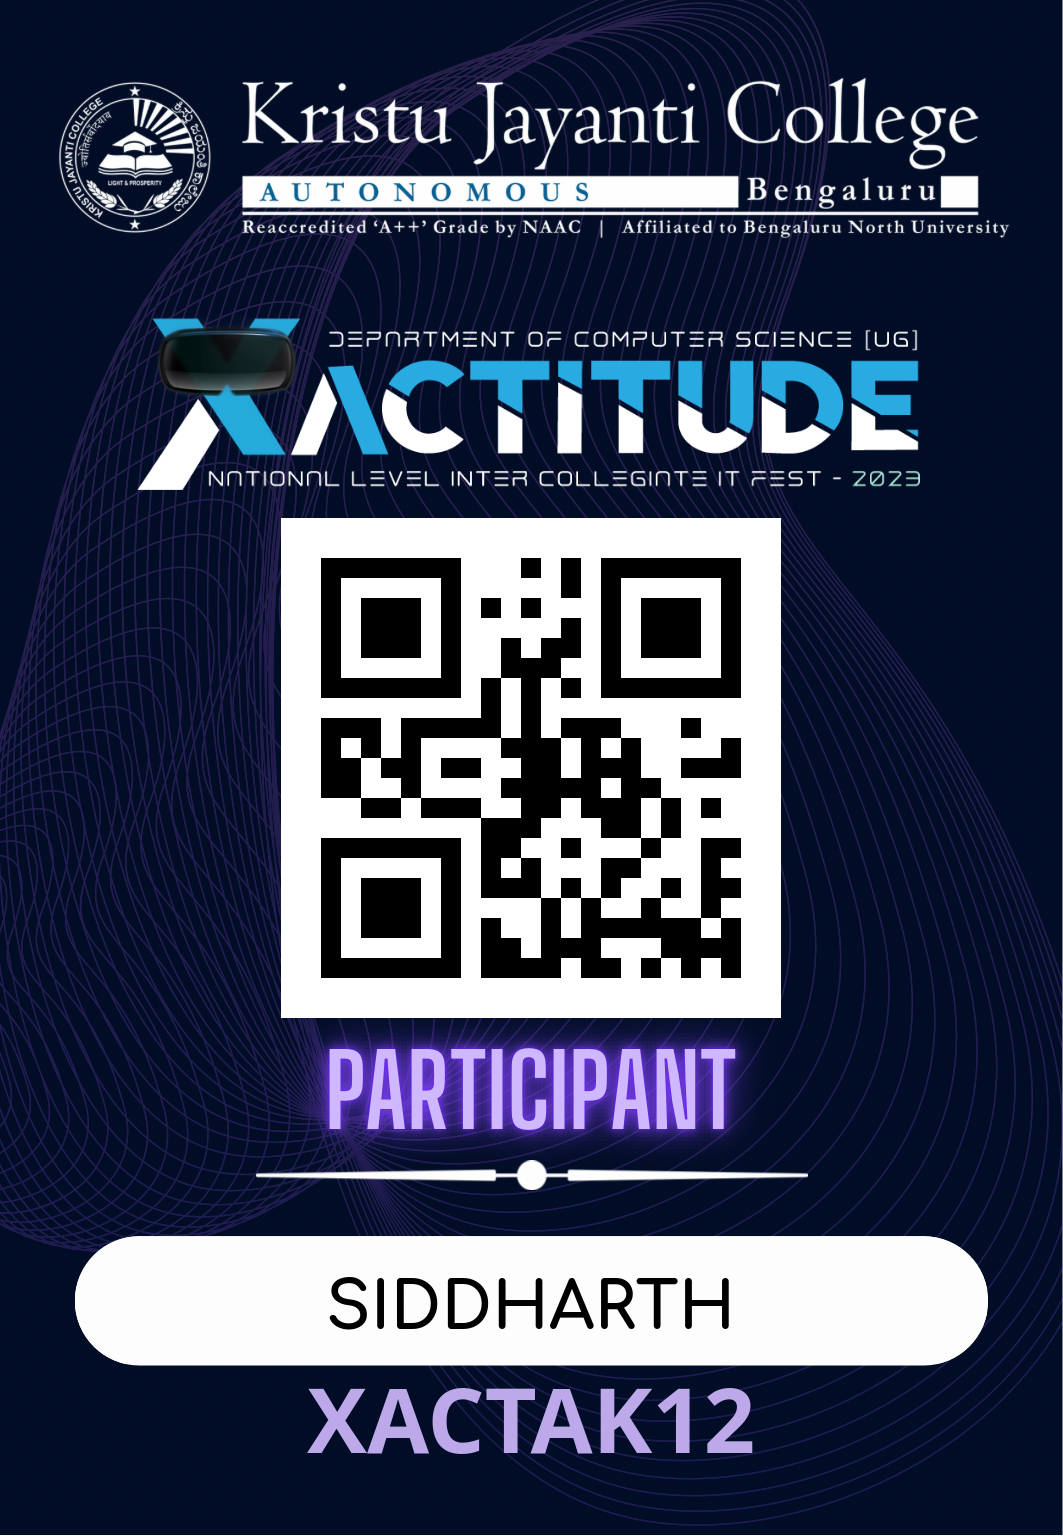 KRISTU JAYANTI COLLEGE
ಕ್ರಿಸ್ತು ಜಯಂತಿ ಕಾಲೇಜು
LIGHT & PROSPERITY
Kristu Jayanti College
AUTONOMOUS Bengaluru
Reaccredited ‘A++’ Grade by NAAC | Affiliated to Bengaluru North University
DEPARTMENT OF COMPUTER SCIENCE [UG]
XACTITUDE
NATIONAL LEVEL INTER COLLEGIATE IT FEST - 2023
PARTICIPANT
SIDDHARTH
XACTAK12